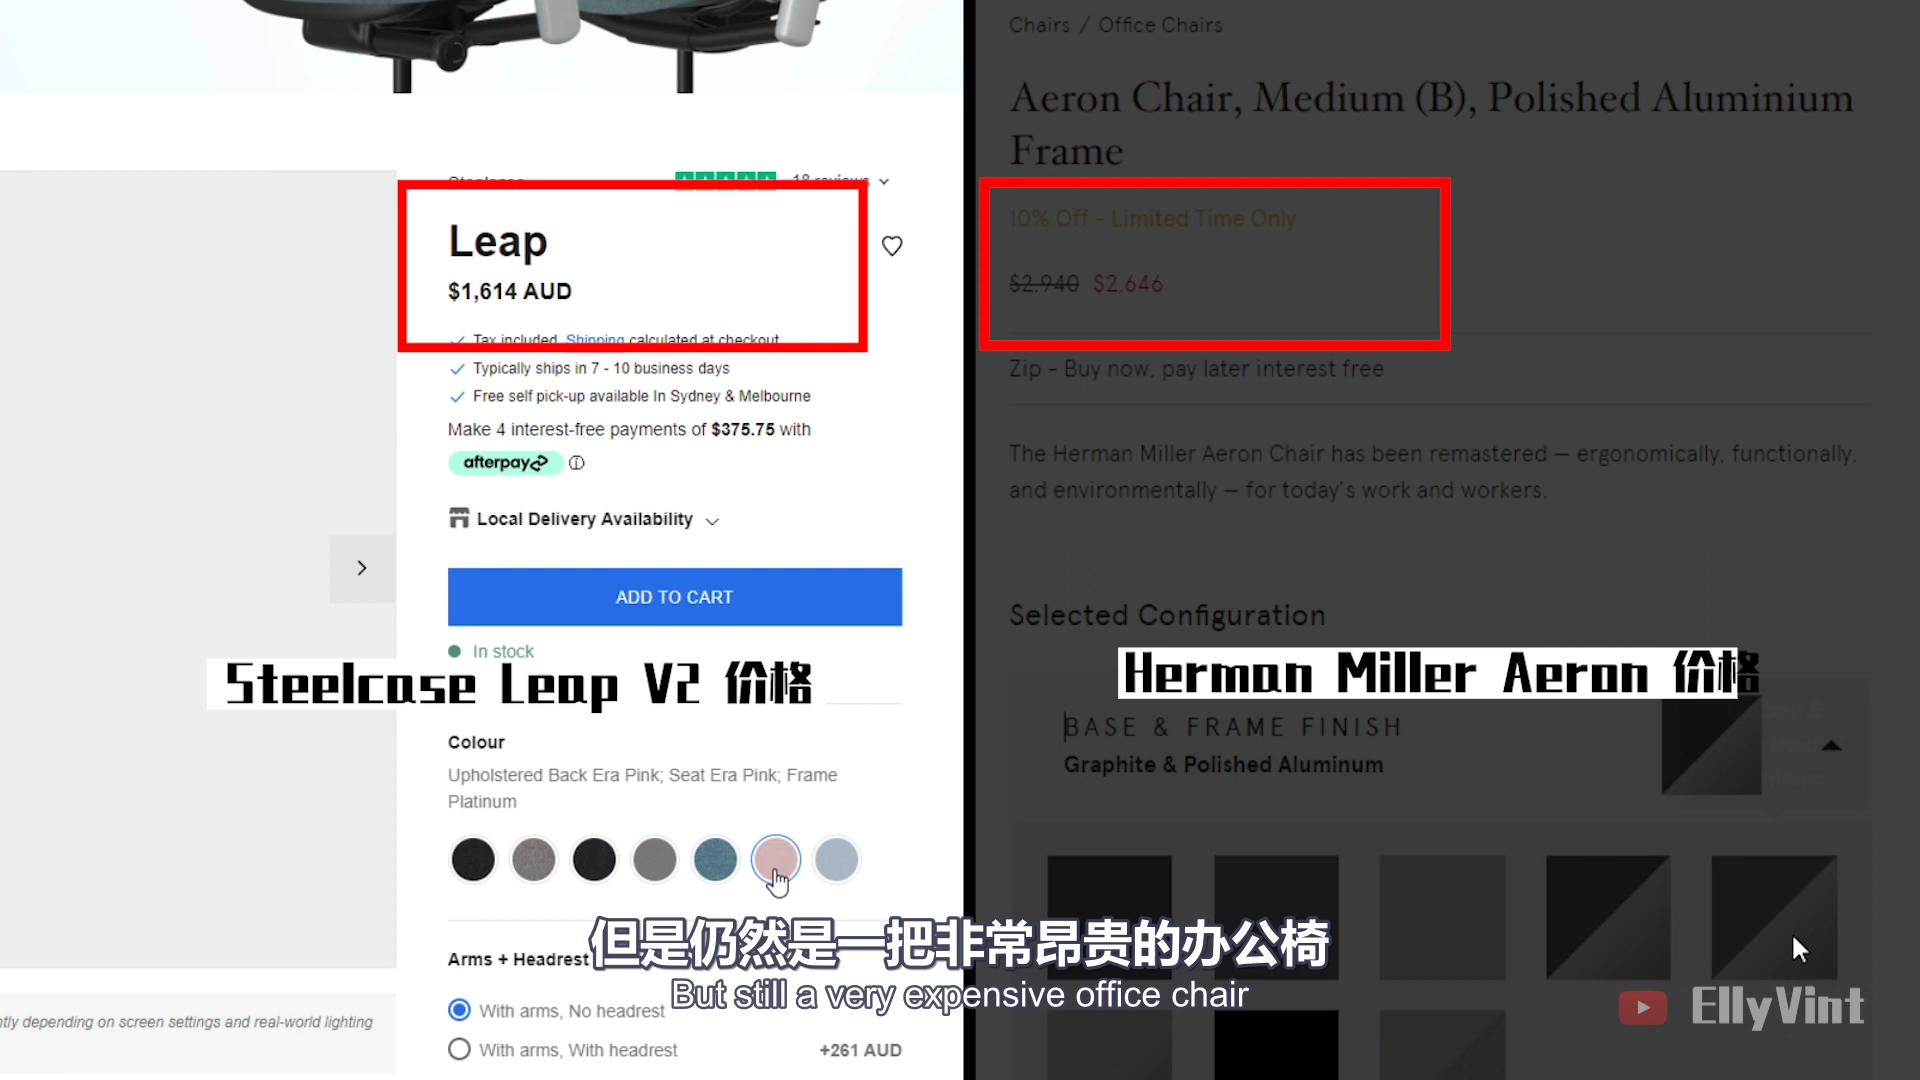 Steelcase
18 reviews
Leap
$1,614 AUD
Tax included. Shipping calculated at checkout
Typically ships in 7 - 10 business days
Free self pick-up available In Sydney & Melbourne
Make 4 interest-free payments of $375.75 with
afterpay
Local Delivery Availability
ADD TO CART
In stock
Steelcase Leap V2 价格
Colour
Upholstered Back Era Pink; Seat Era Pink; Frame
Platinum
Arms + Headrest
With arms, No headrest
With arms, With headrest +261 AUD
depending on screen settings and real-world lighting
Chairs / Office Chairs
Aeron Chair, Medium (B), Polished Aluminium
Frame
10% Off - Limited Time Only
$2,940 $2,646
Zip - Buy now, pay later interest free
The Herman Miller Aeron Chair has been remastered – ergonomically, functionally,
and environmentally – for today's work and workers.
Selected Configuration
Herman Miller Aeron 价格
BASE & FRAME FINISH
Graphite & Polished Aluminum
但是仍然是一把非常昂贵的办公椅
But still a very expensive office chair
EllyVint